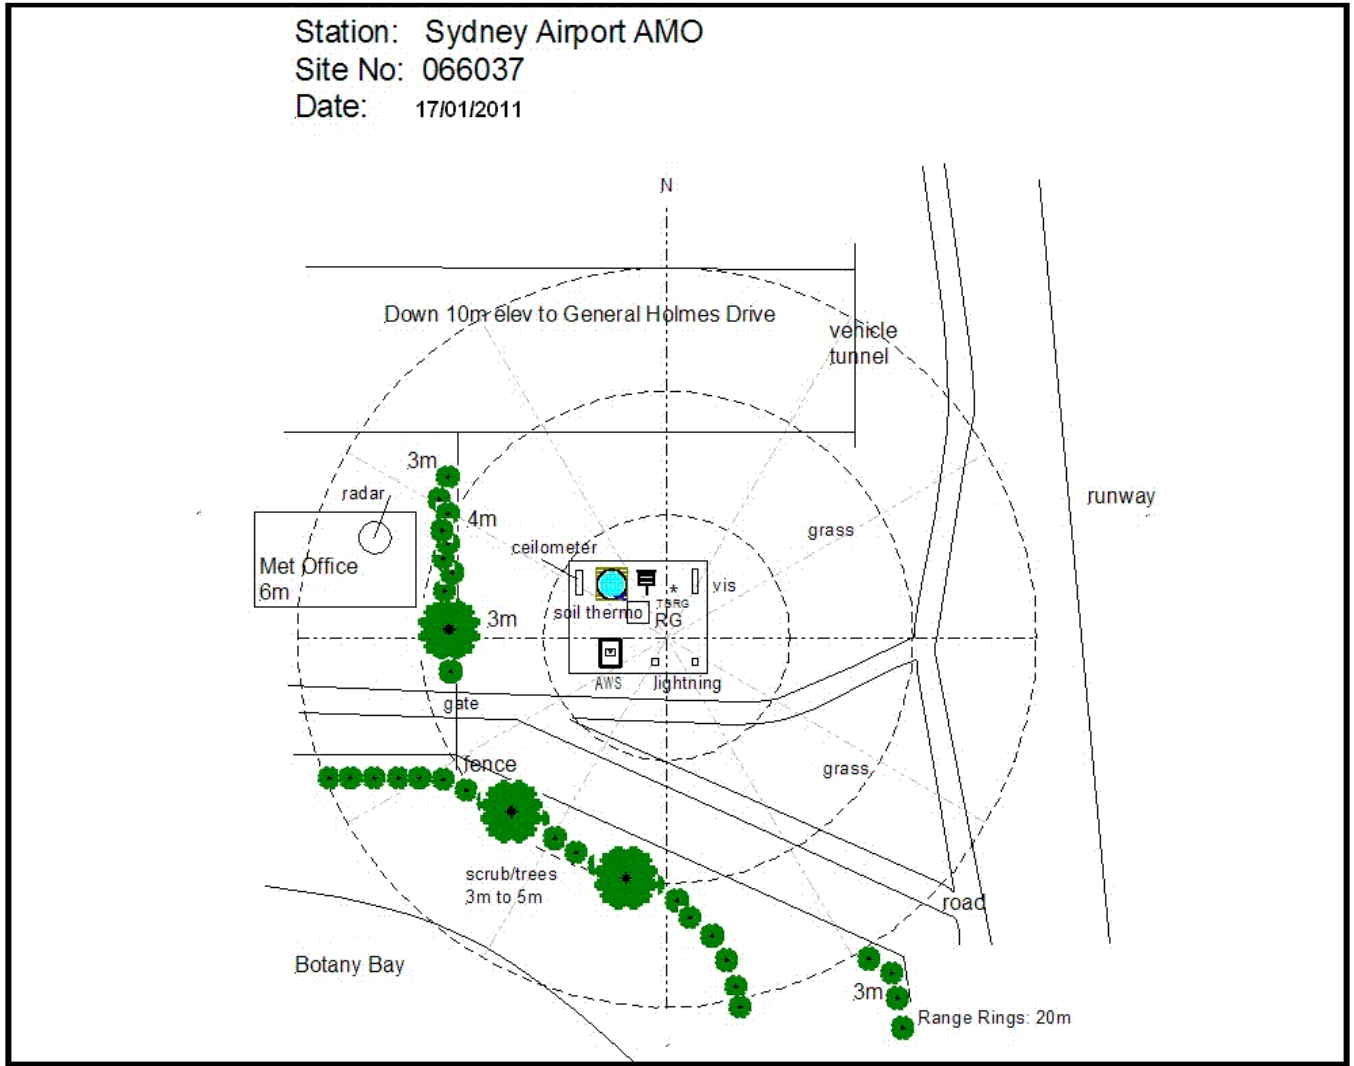 Station: Sydney Airport AMO
Site No: 066037
Date: 17/01/2011
N
Down 10m elev to General Holmes Drive
vehicle
tunnel
3m
radar
4m
runway
grass
ceilometer
Met Office
6m
vis
TBRG
soil thermo
RG
3m
AWS
lightning
gate
fence
grass
scrub/trees
3m to 5m
road
Botany Bay
3m
Range Rings: 20m